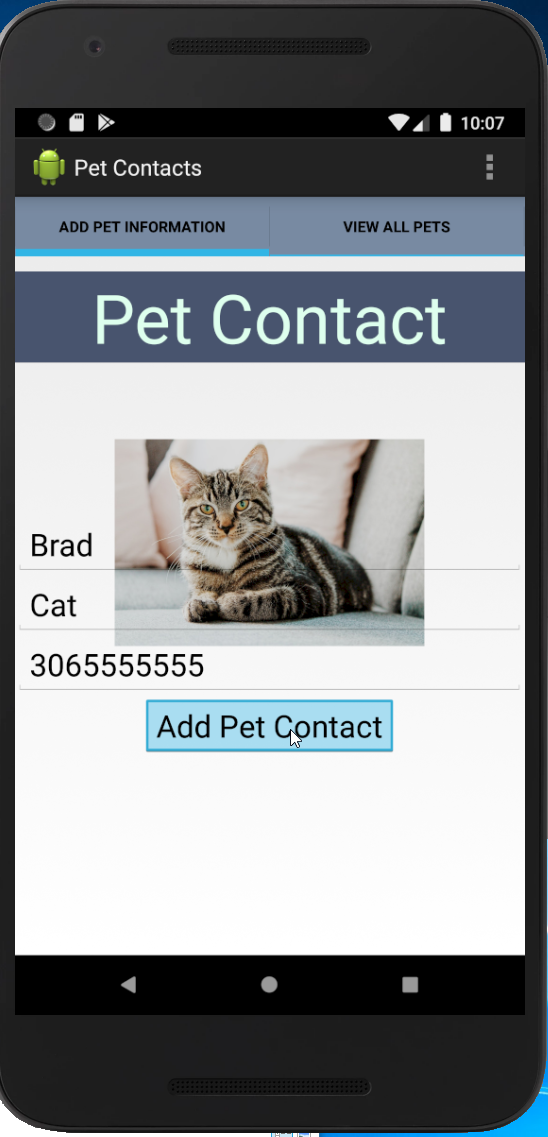 10:07
Pet Contacts
ADD PET INFORMATION
VIEW ALL PETS
Pet Contact
Brad
Cat
3065555555
Add Pet Contact